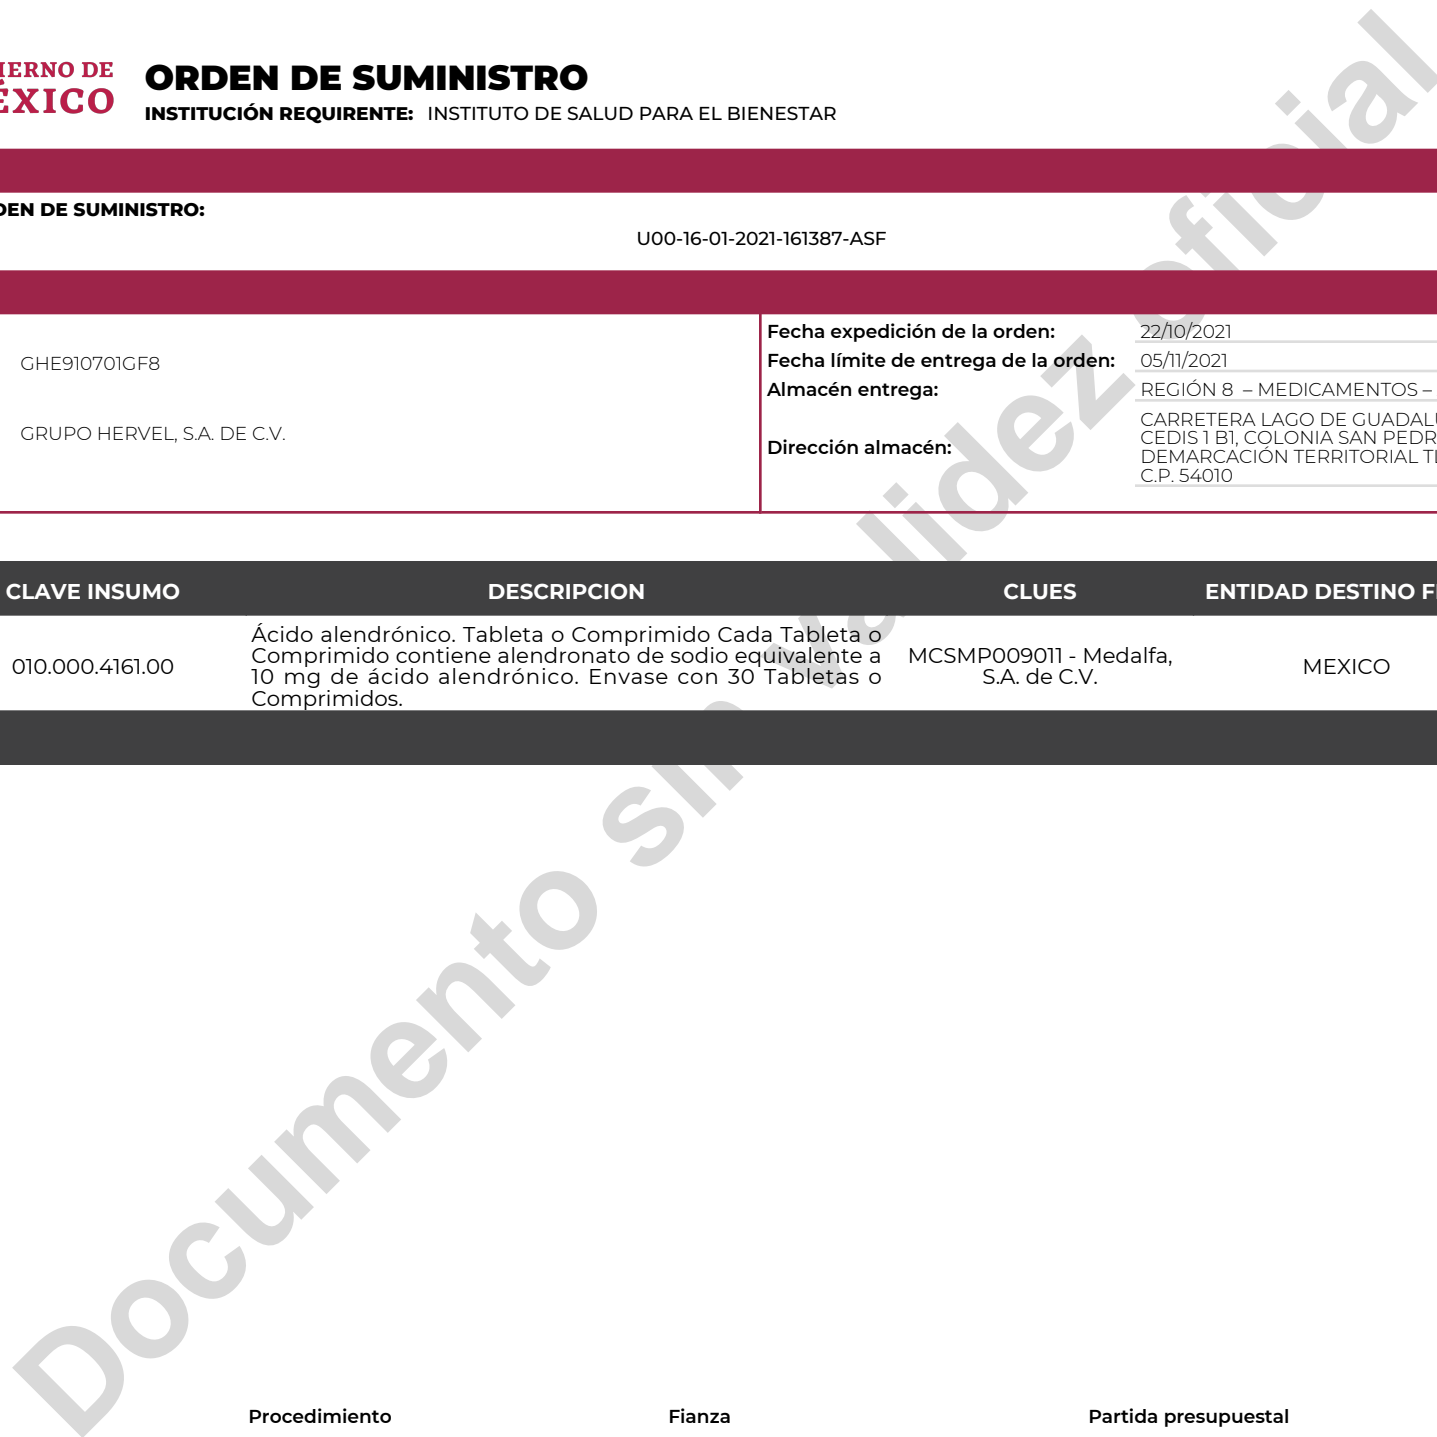 IERNO DE
ÉXICO
ORDEN DE SUMINISTRO
INSTITUCIÓN REQUIRENTE: INSTITUTO DE SALUD PARA EL BIENESTAR
DEN DE SUMINISTRO:
U00-16-01-2021-161387-ASF
GHE910701GF8
GRUPO HERVEL, S.A. DE C.V.
Fecha expedición de la orden: 22/10/2021
Fecha límite de entrega de la orden: 05/11/2021
Almacén entrega: REGIÓN 8 – MEDICAMENTOS –
Dirección almacén:
CARRETERA LAGO DE GUADALU
CEDIS 1 B1, COLONIA SAN PEDR
DEMARCACIÓN TERRITORIAL TL
C.P. 54010
CLAVE INSUMO DESCRIPCION CLUES ENTIDAD DESTINO FI
010.000.4161.00
Ácido alendrónico. Tableta o Comprimido Cada Tableta o
Comprimido contiene alendronato de sodio equivalente a
10 mg de ácido alendrónico. Envase con 30 Tabletas o
Comprimidos.
MCSMP009011 - Medalfa,
S.A. de C.V.
MEXICO
Documento sin validez oficial
Procedimiento Fianza Partida presupuestal